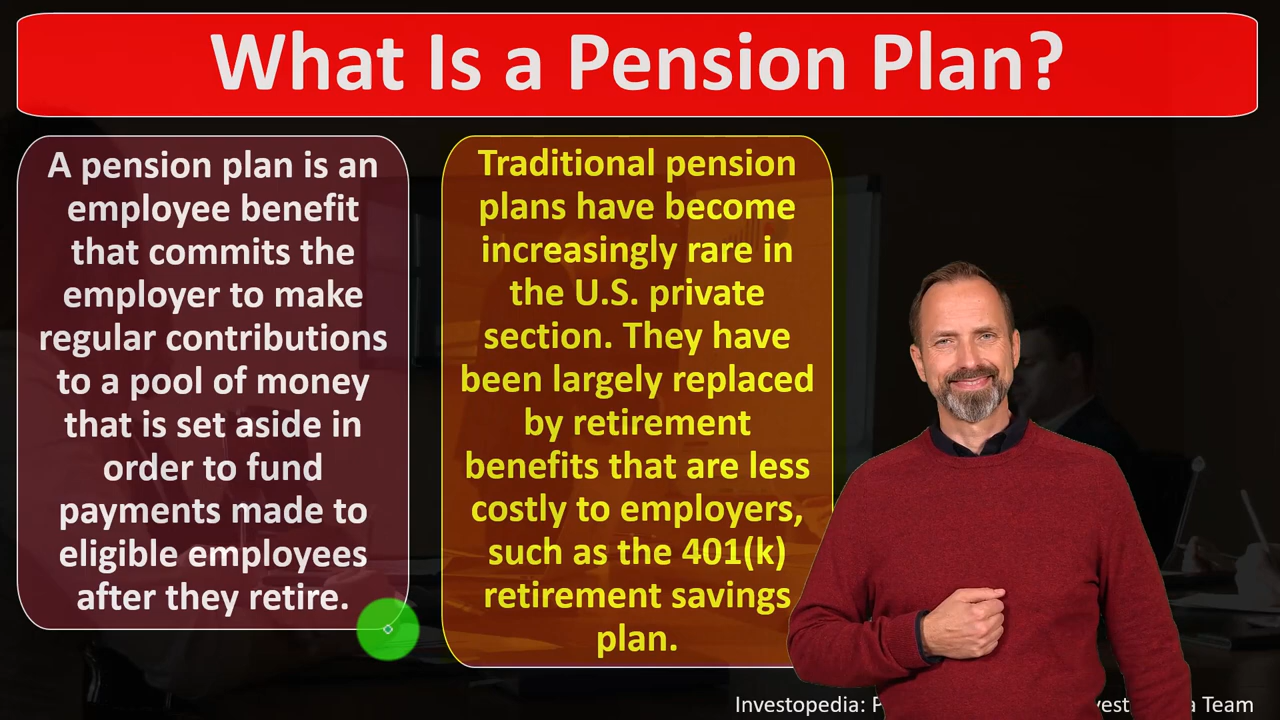 What Is a Pension Plan?
A pension plan is an
employee benefit
that commits the
employer to make
regular contributions
to a pool of money
that is set aside in
order to fund
payments made to
eligible employees
after they retire.
Traditional pension
plans have become
increasingly rare in
the U.S. private
section. They have
been largely replaced
by retirement
benefits that are less
costly to employers,
such as the 401(k)
retirement savings
plan.
Investopedia: Team